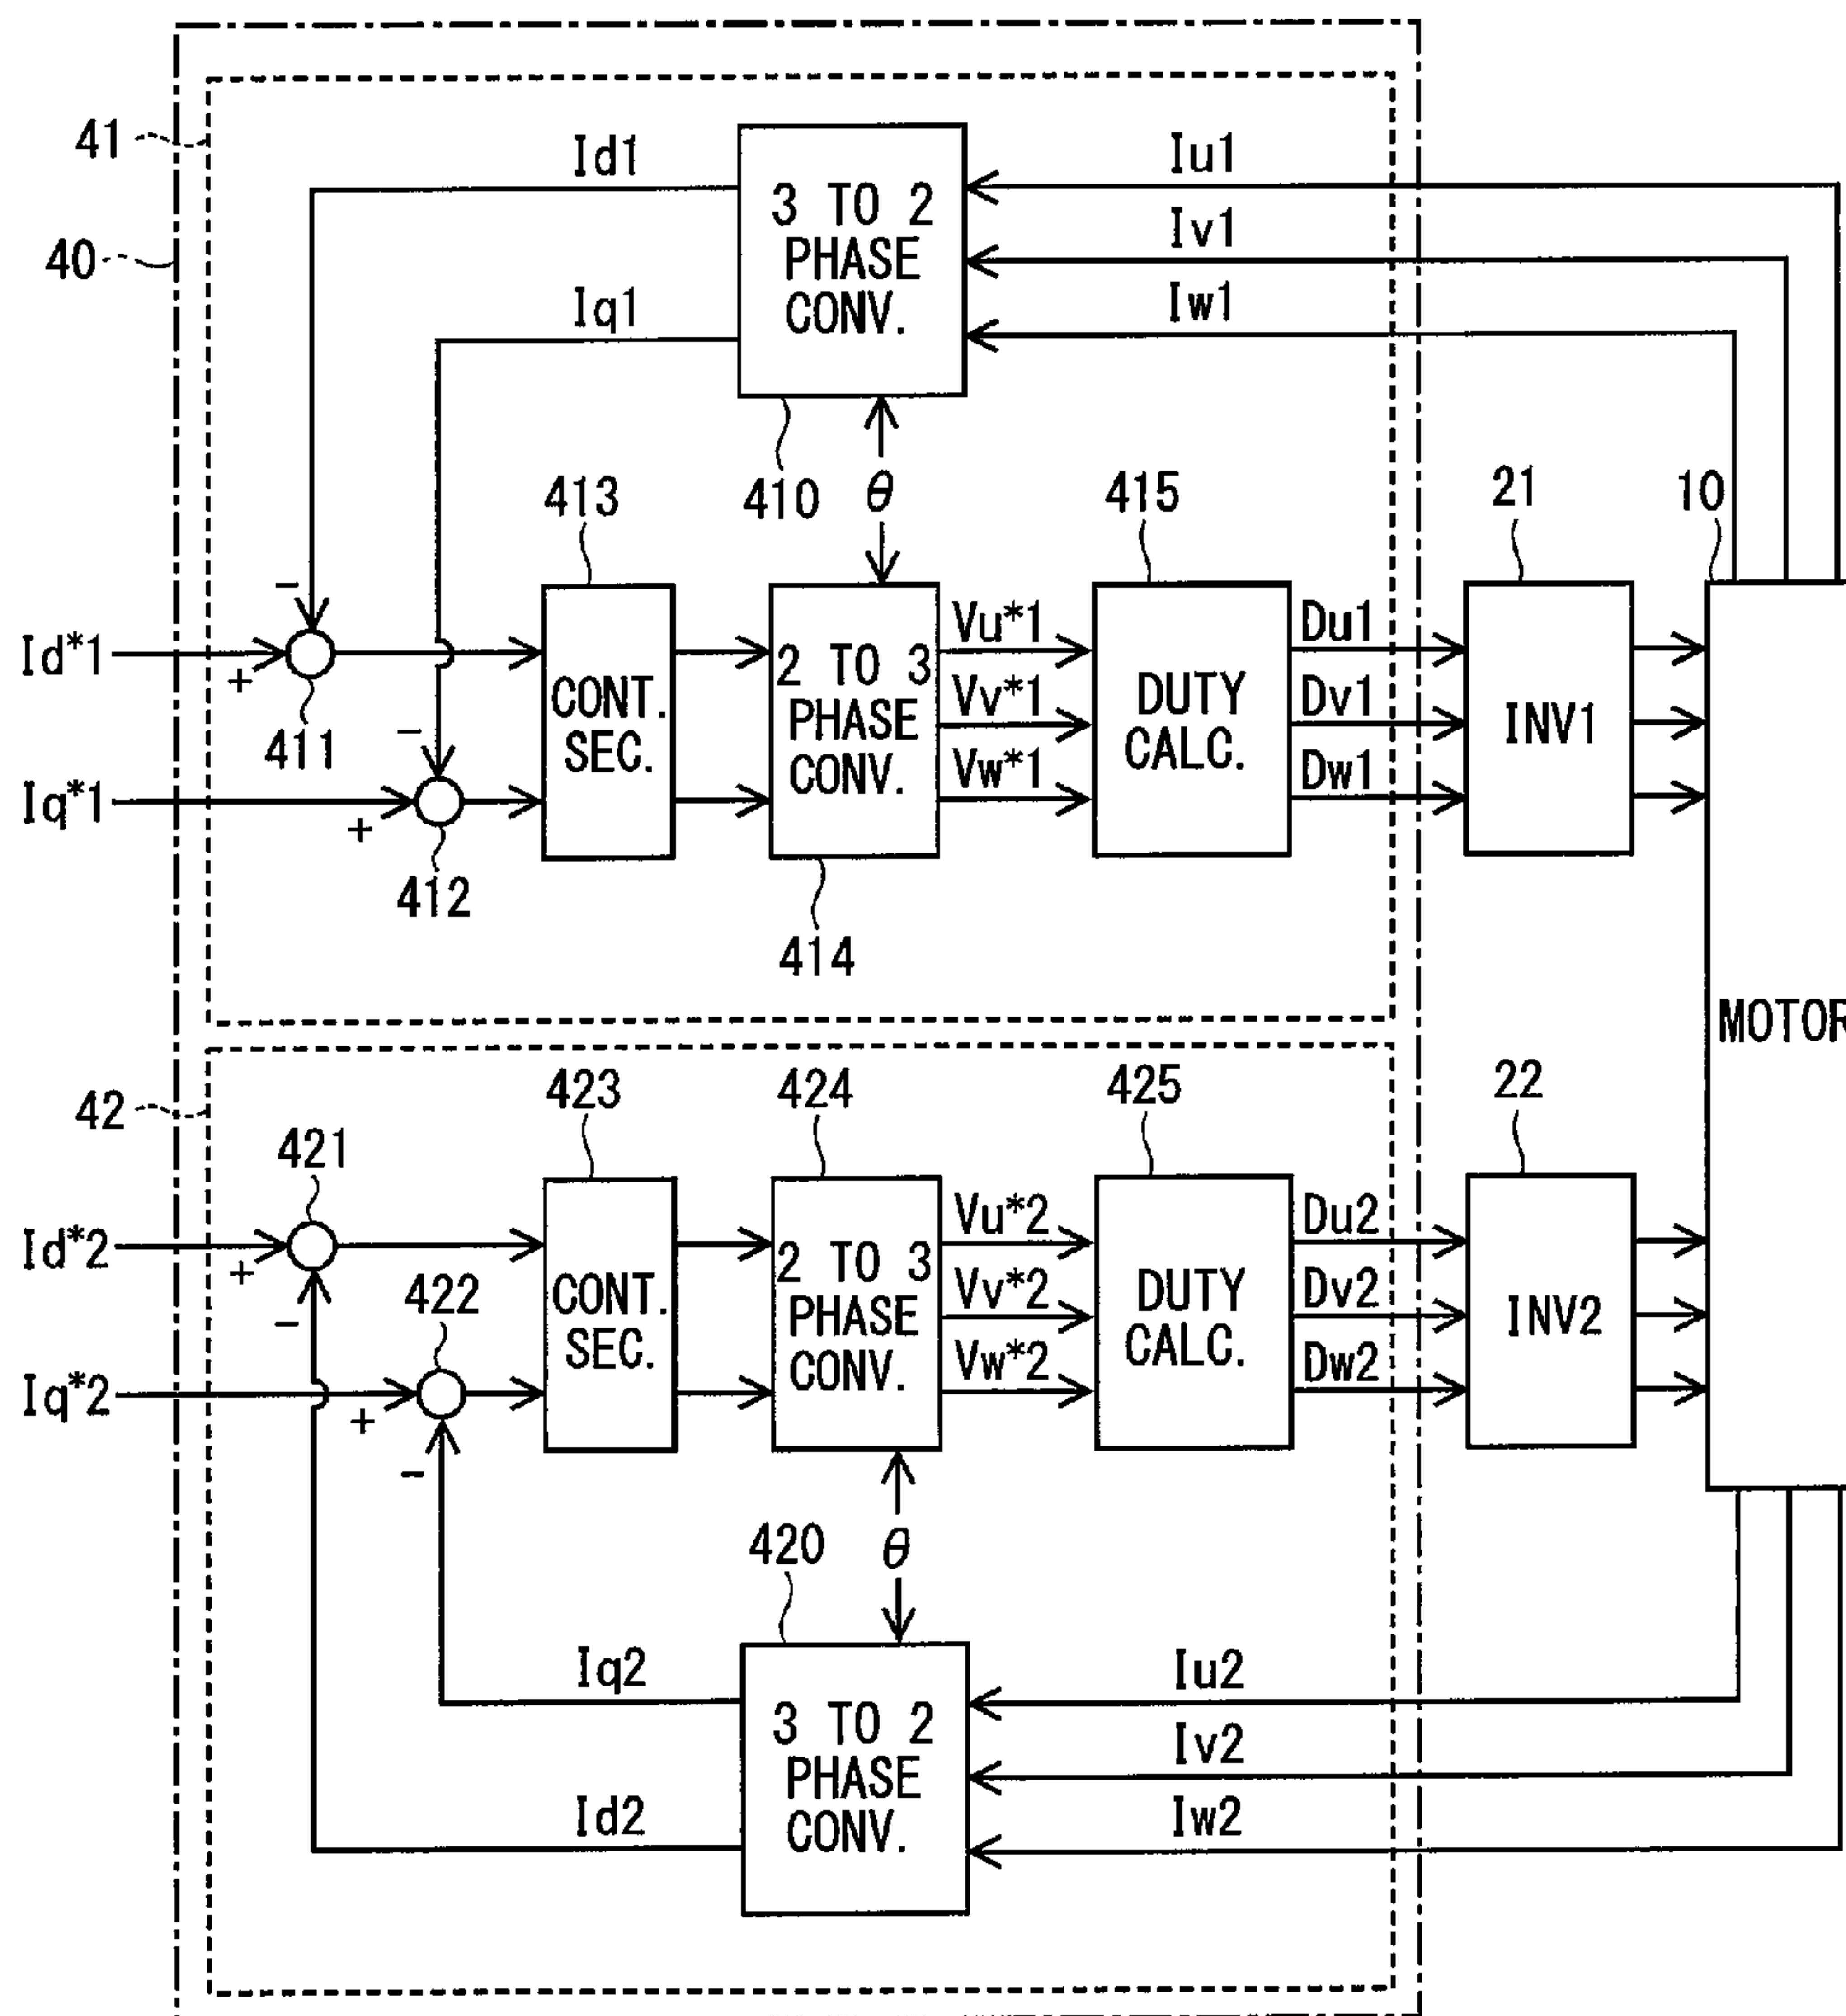 41
40
Id1
Iq1
3 TO 2
PHASE
CONV.
Iu1
Iv1
Iw1
410
θ
413
415
21
10
Id*1
Iq*1
−
+
411
−
+
412
CONT.
SEC.
2 TO 3
PHASE
CONV.
414
Vu*1
Vv*1
Vw*1
DUTY
CALC.
Du1
Dv1
Dw1
INV1
MOTOR
42
421
423
424
425
22
Id*2
Iq*2
+
−
422
+
−
CONT.
SEC.
2 TO 3
PHASE
CONV.
Vu*2
Vv*2
Vw*2
DUTY
CALC.
Du2
Dv2
Dw2
INV2
420
θ
Iq2
Id2
3 TO 2
PHASE
CONV.
Iu2
Iv2
Iw2